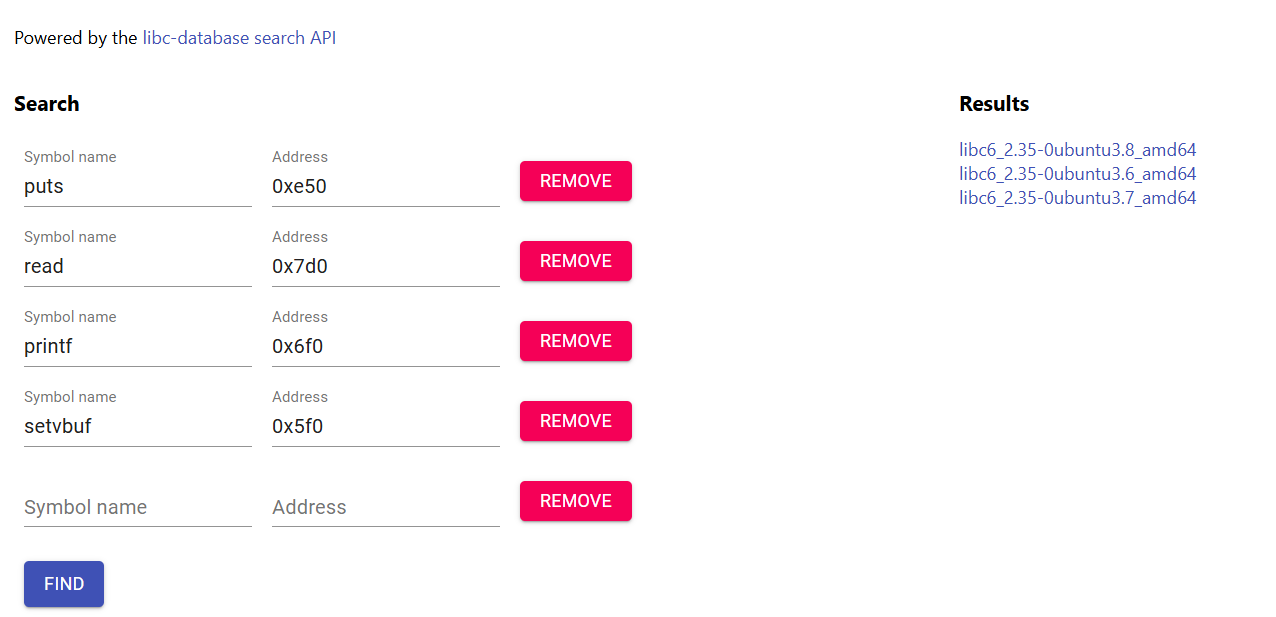 Powered by the libc-database search API
Search
Symbol name Address
puts 0xe50 REMOVE
Symbol name Address
read 0x7d0 REMOVE
Symbol name Address
printf 0x6f0 REMOVE
Symbol name Address
setvbuf 0x5f0 REMOVE
Symbol name Address REMOVE
FIND
Results
libc6_2.35-0ubuntu3.8_amd64
libc6_2.35-0ubuntu3.6_amd64
libc6_2.35-0ubuntu3.7_amd64